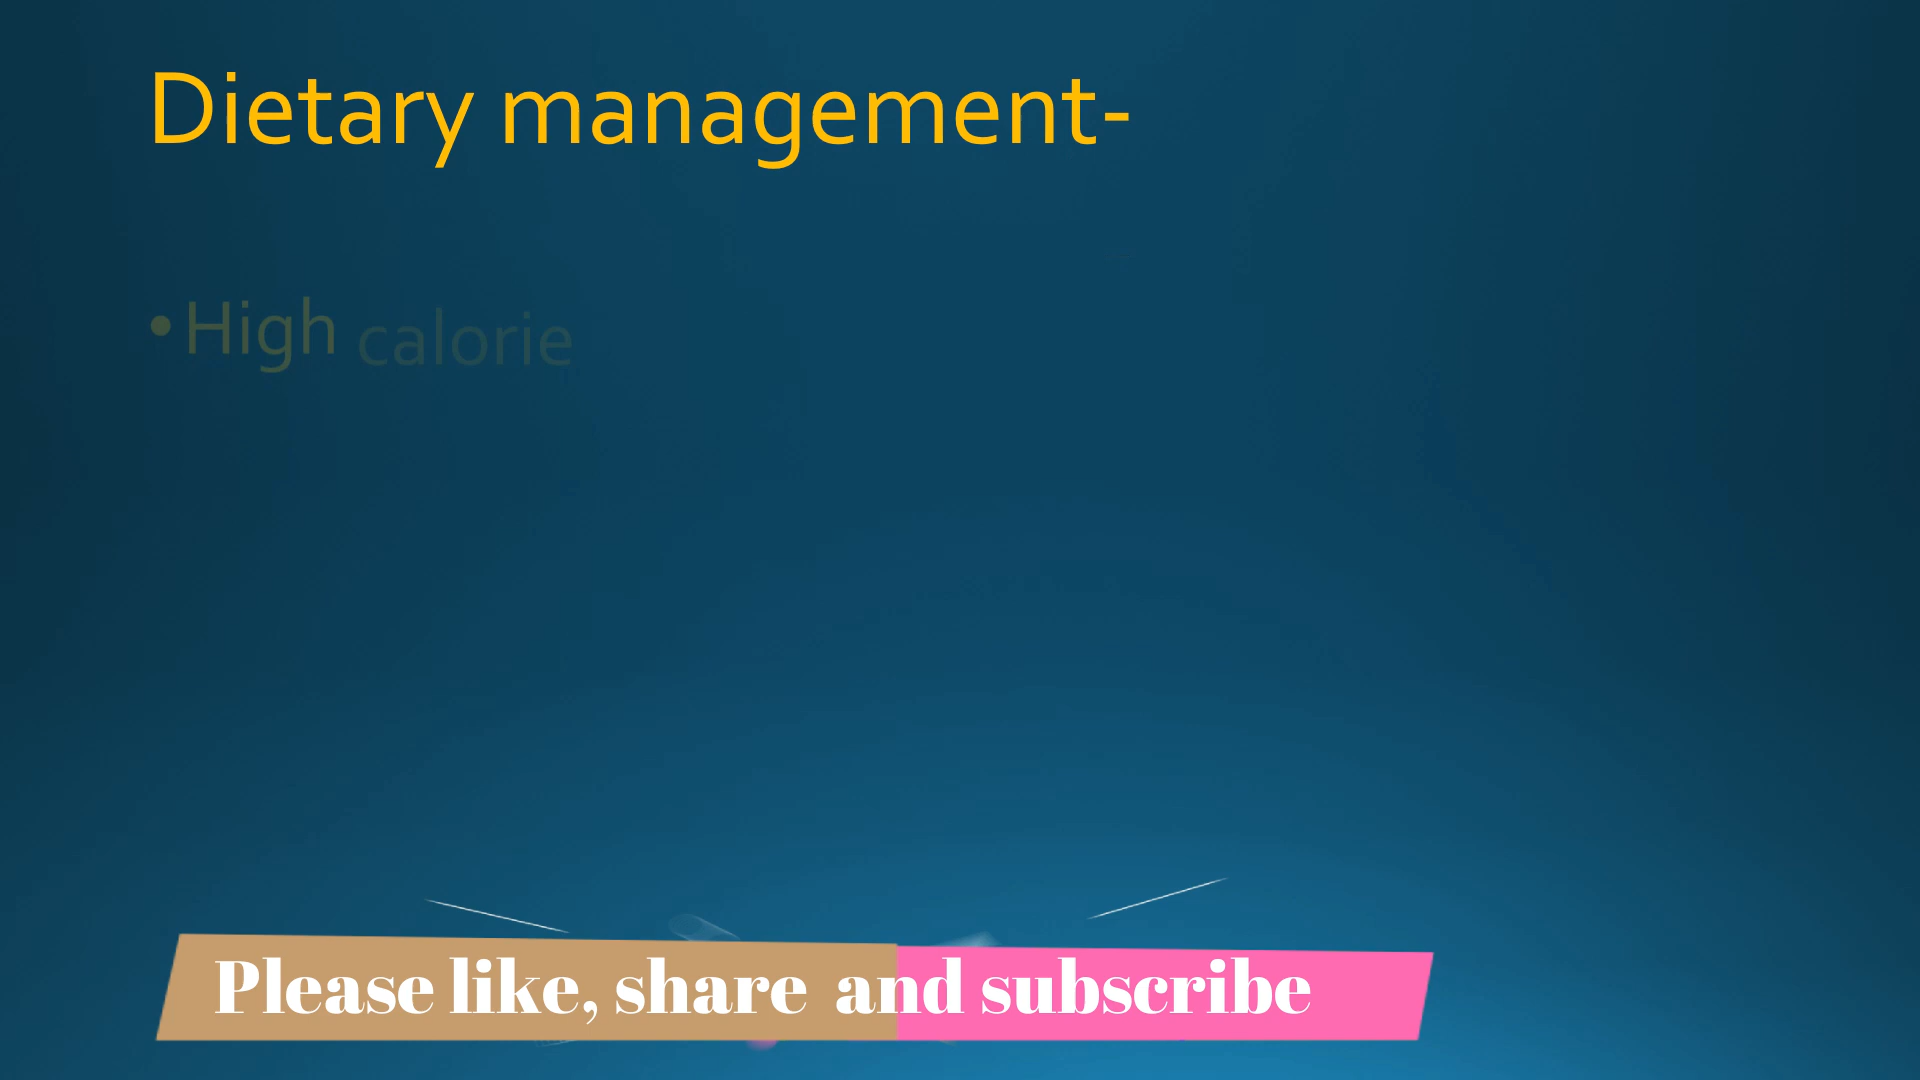 Dietary management-
• High calorie
Please like, share and subscribe